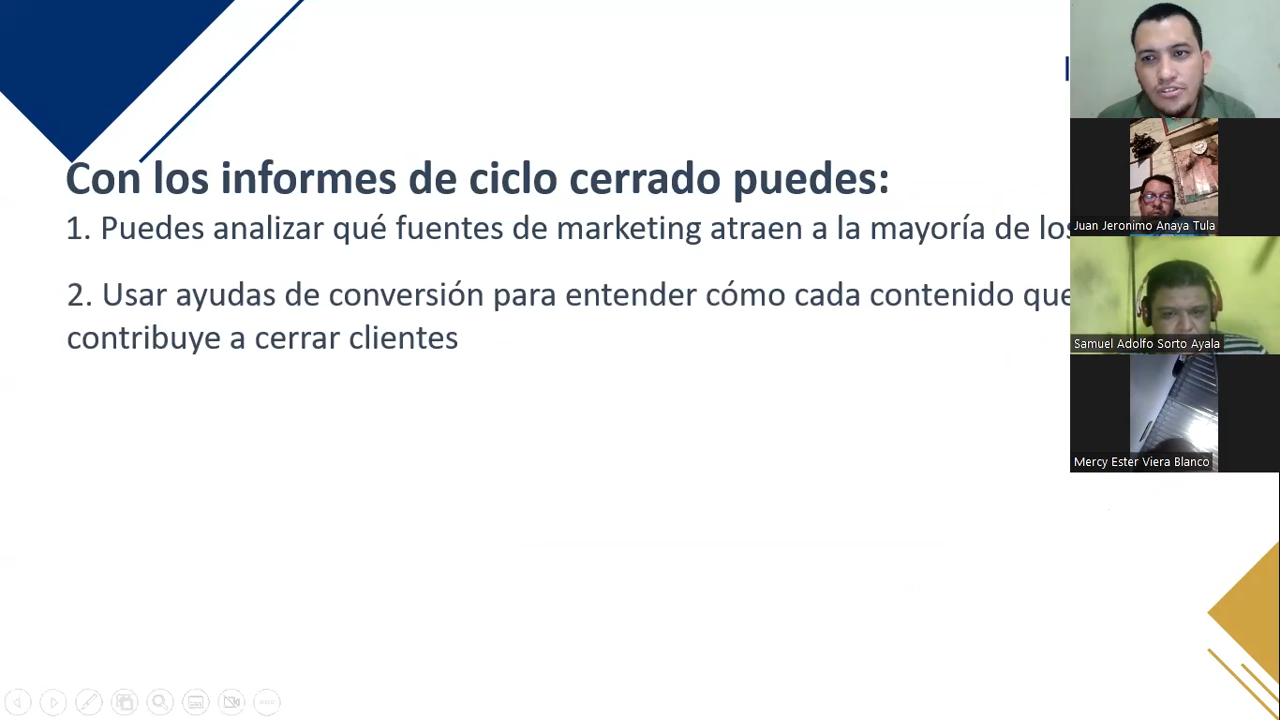 Con los informes de ciclo cerrado puedes:
1. Puedes analizar qué fuentes de marketing atraen a la mayoría de los
2. Usar ayudas de conversión para entender cómo cada contenido que
contribuye a cerrar clientes
Juan Jeronimo Anaya Tula
Samuel Adolfo Sorto Ayala
Mercy Ester Viera Blanco